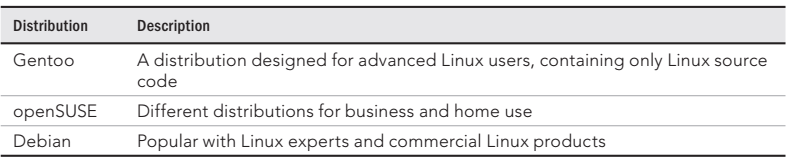 Distribution Description
Gentoo A distribution designed for advanced Linux users, containing only Linux source
code
openSUSE Different distributions for business and home use
Debian Popular with Linux experts and commercial Linux products